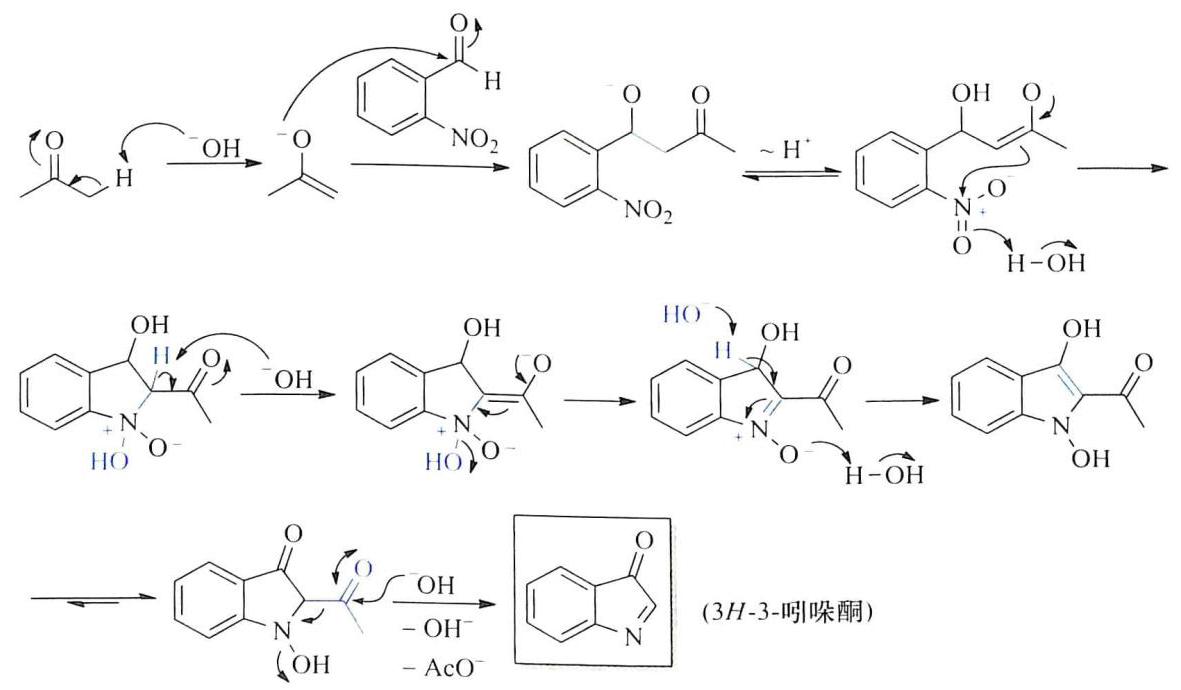 O
O H
NO2
H -OH -O
-O O
NO2
~ H+
OH O
N+ O-
O
H-OH
OH
H O
-OH
N+ O-
HO
OH -O
N+ O-
HO
HO-
H OH
O
N+
O-
H-OH
OH
O
N
OH
O
O
N
OH
-OH
- OH-
- AcO-
O
N
(3H-3-吲哚酮)